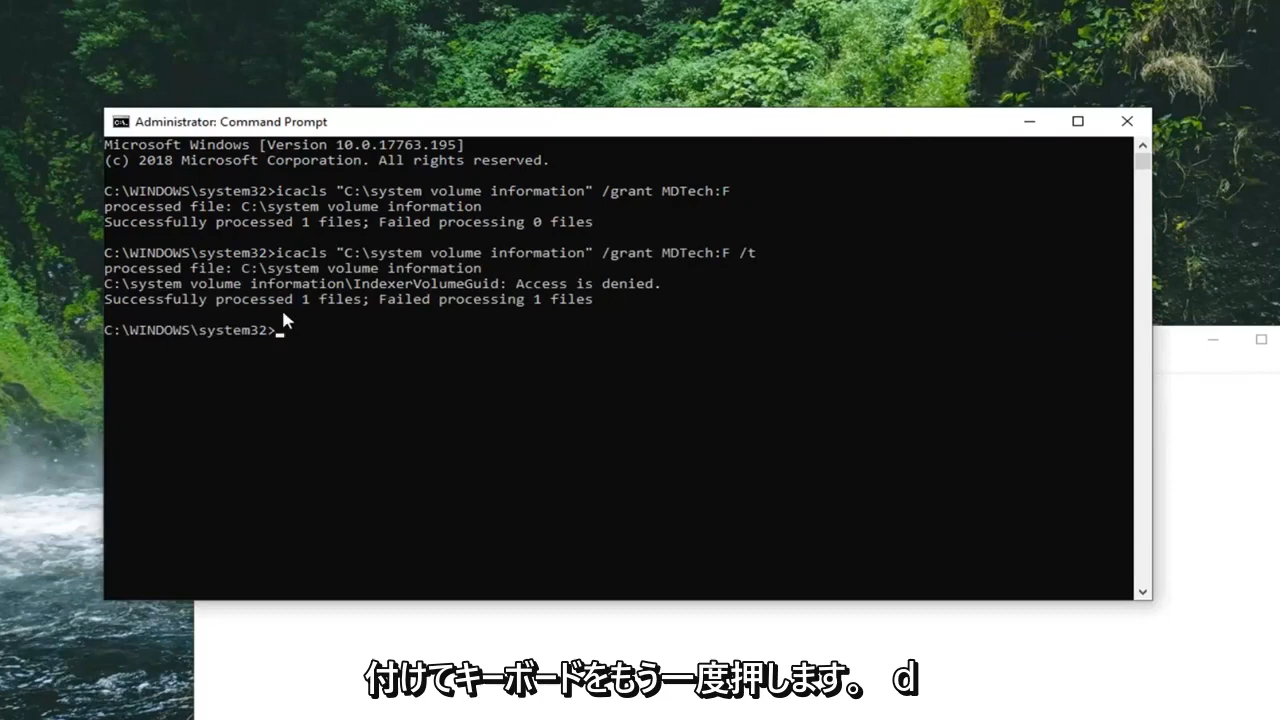 Administrator: Command Prompt
Microsoft Windows [Version 10.0.17763.195]
(c) 2018 Microsoft Corporation. All rights reserved.
C:\WINDOWS\system32>icacls "C:\system volume information" /grant MDTech:F
processed file: C:\system volume information
Successfully processed 1 files; Failed processing 0 files
C:\WINDOWS\system32>icacls "C:\system volume information" /grant MDTech:F /t
processed file: C:\system volume information
C:\system volume information\IndexerVolumeGuid: Access is denied.
Successfully processed 1 files; Failed processing 1 files
C:\WINDOWS\system32>
付けてキーボードをもう一度押します。 d